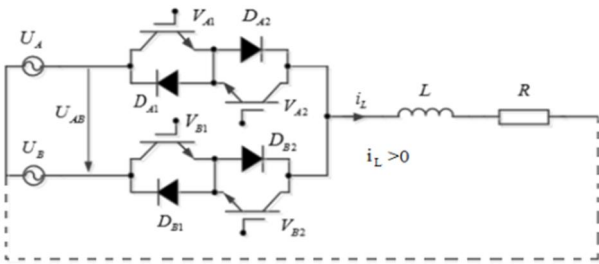 V_A1 D_A2
U_A
D_A1 V_A2
U_AB V_B1 i_L L R
U_B D_B2 i_L >0
D_B1 V_B2